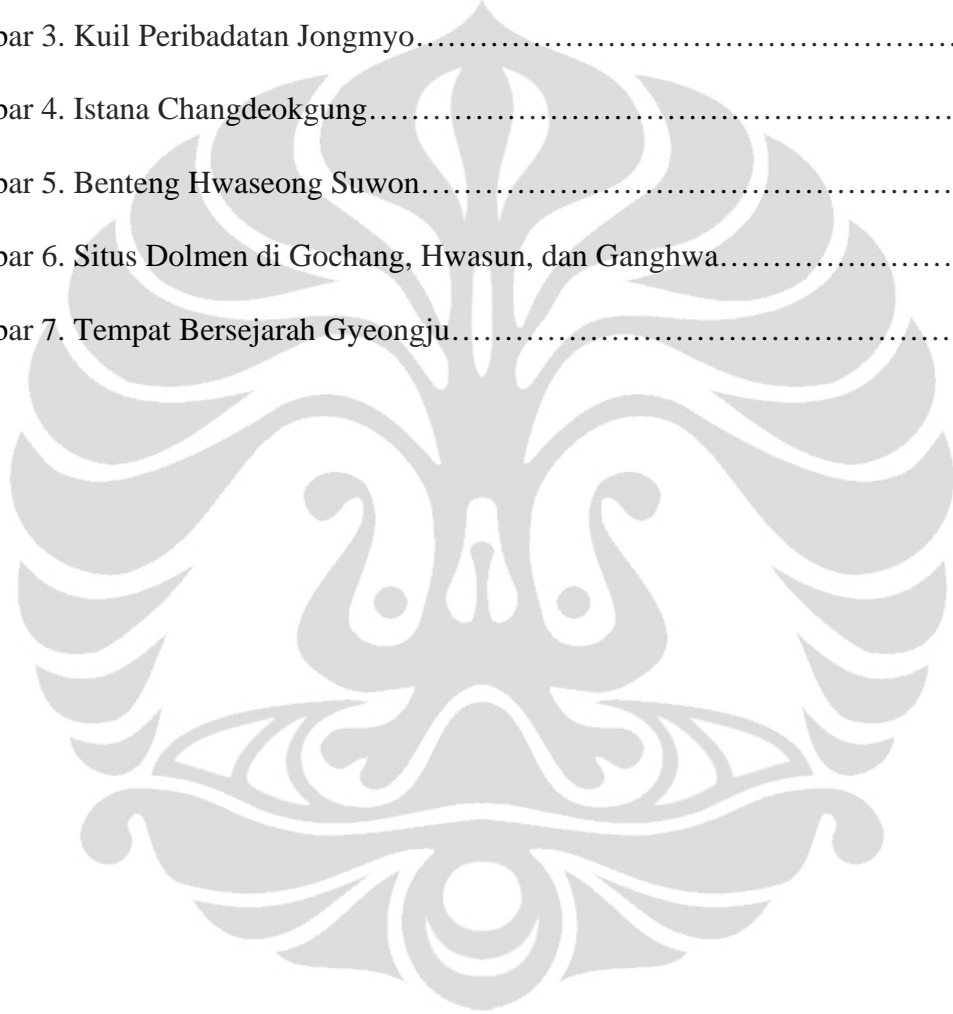 bar 3. Kuil Peribadatan Jongmyo……………………………………………………
bar 4. Istana Changdeokgung…………………………………………………………
bar 5. Benteng Hwaseong Suwon……………………………………………………
bar 6. Situs Dolmen di Gochang, Hwasun, dan Ganghwa……………………
bar 7. Tempat Bersejarah Gyeongju…………………………………………………